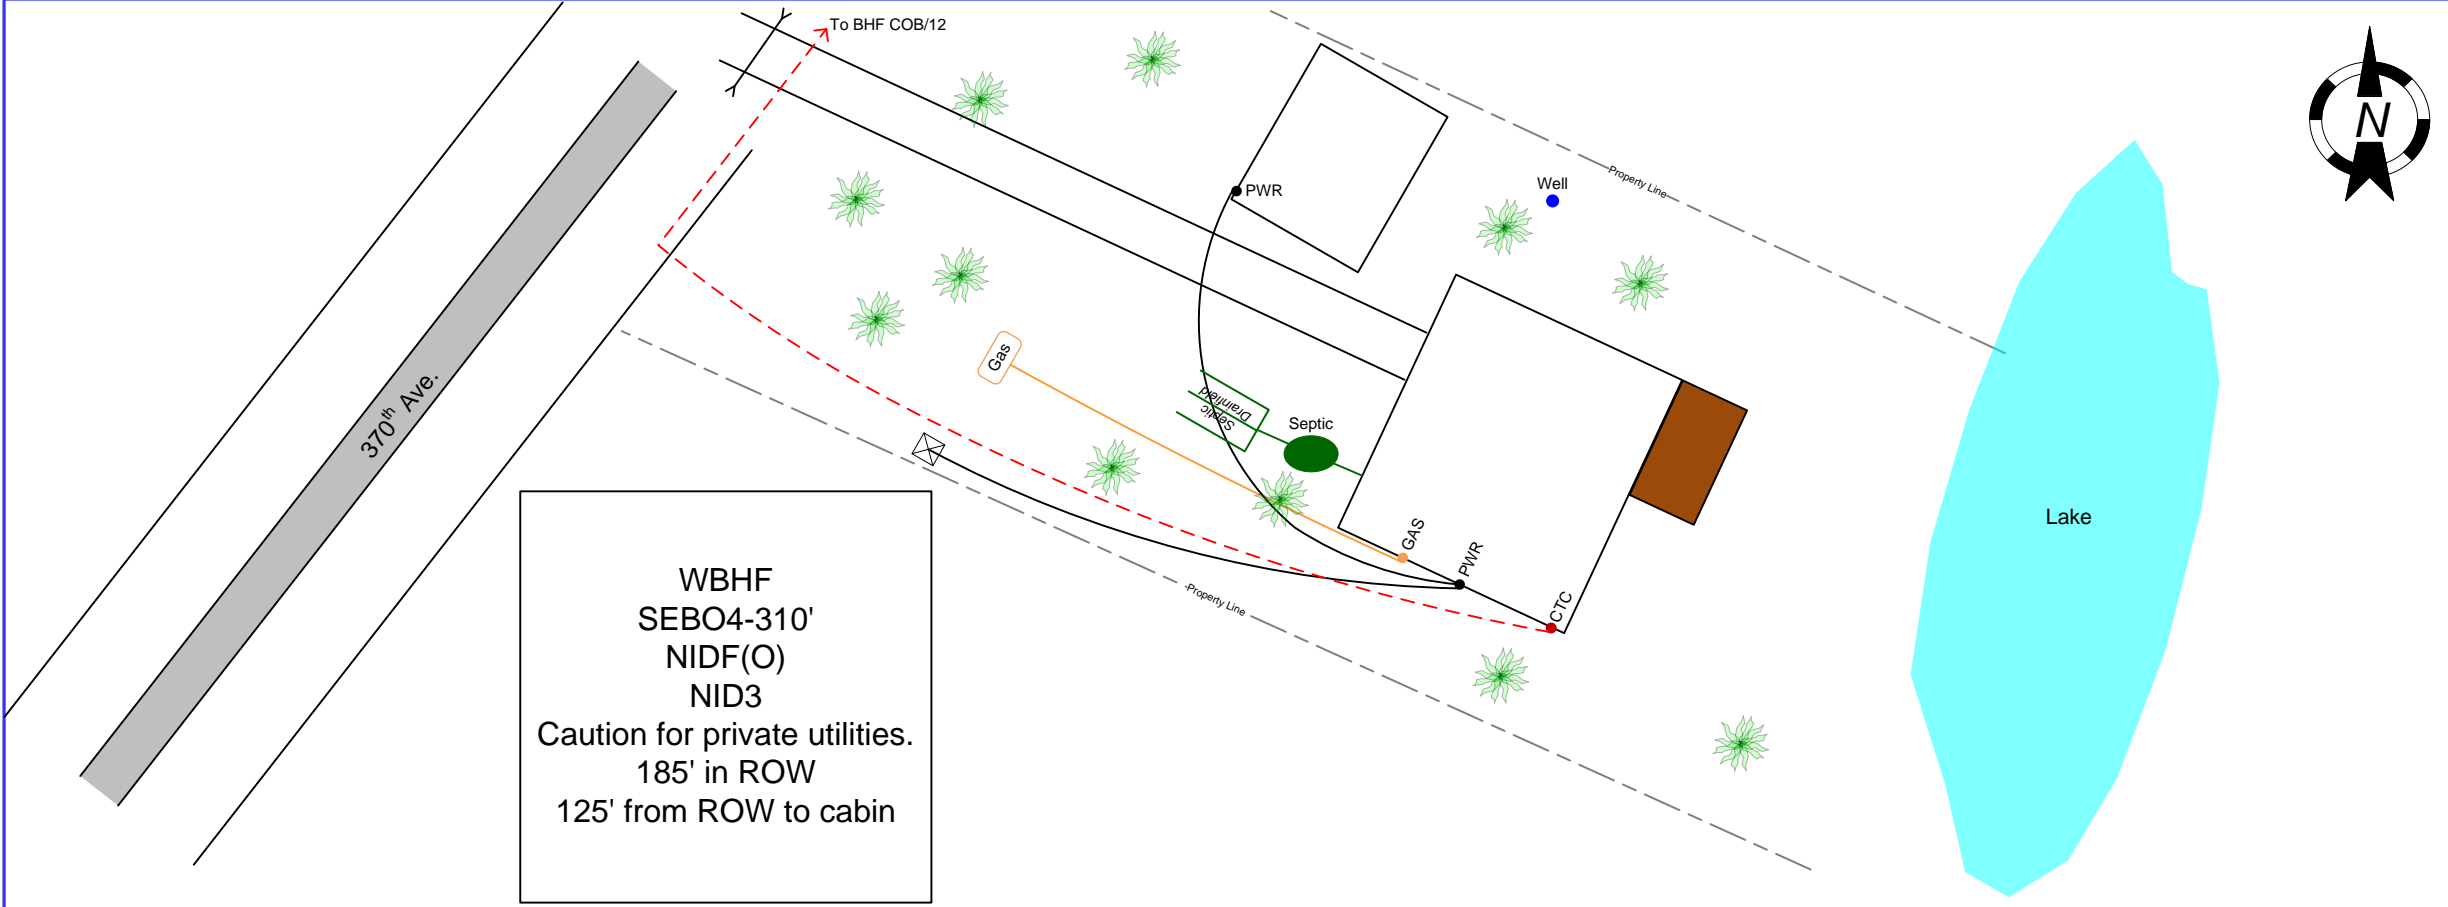 To BHF COB/12
N
Property Line
Well
PWR
370th Ave.
Gas
Septic
Drainfield
Septic
GAS
PWR
CTC
Lake
Property Line
WBHF
SEBO4-310'
NIDF(O)
NID3
Caution for private utilities.
185' in ROW
125' from ROW to cabin